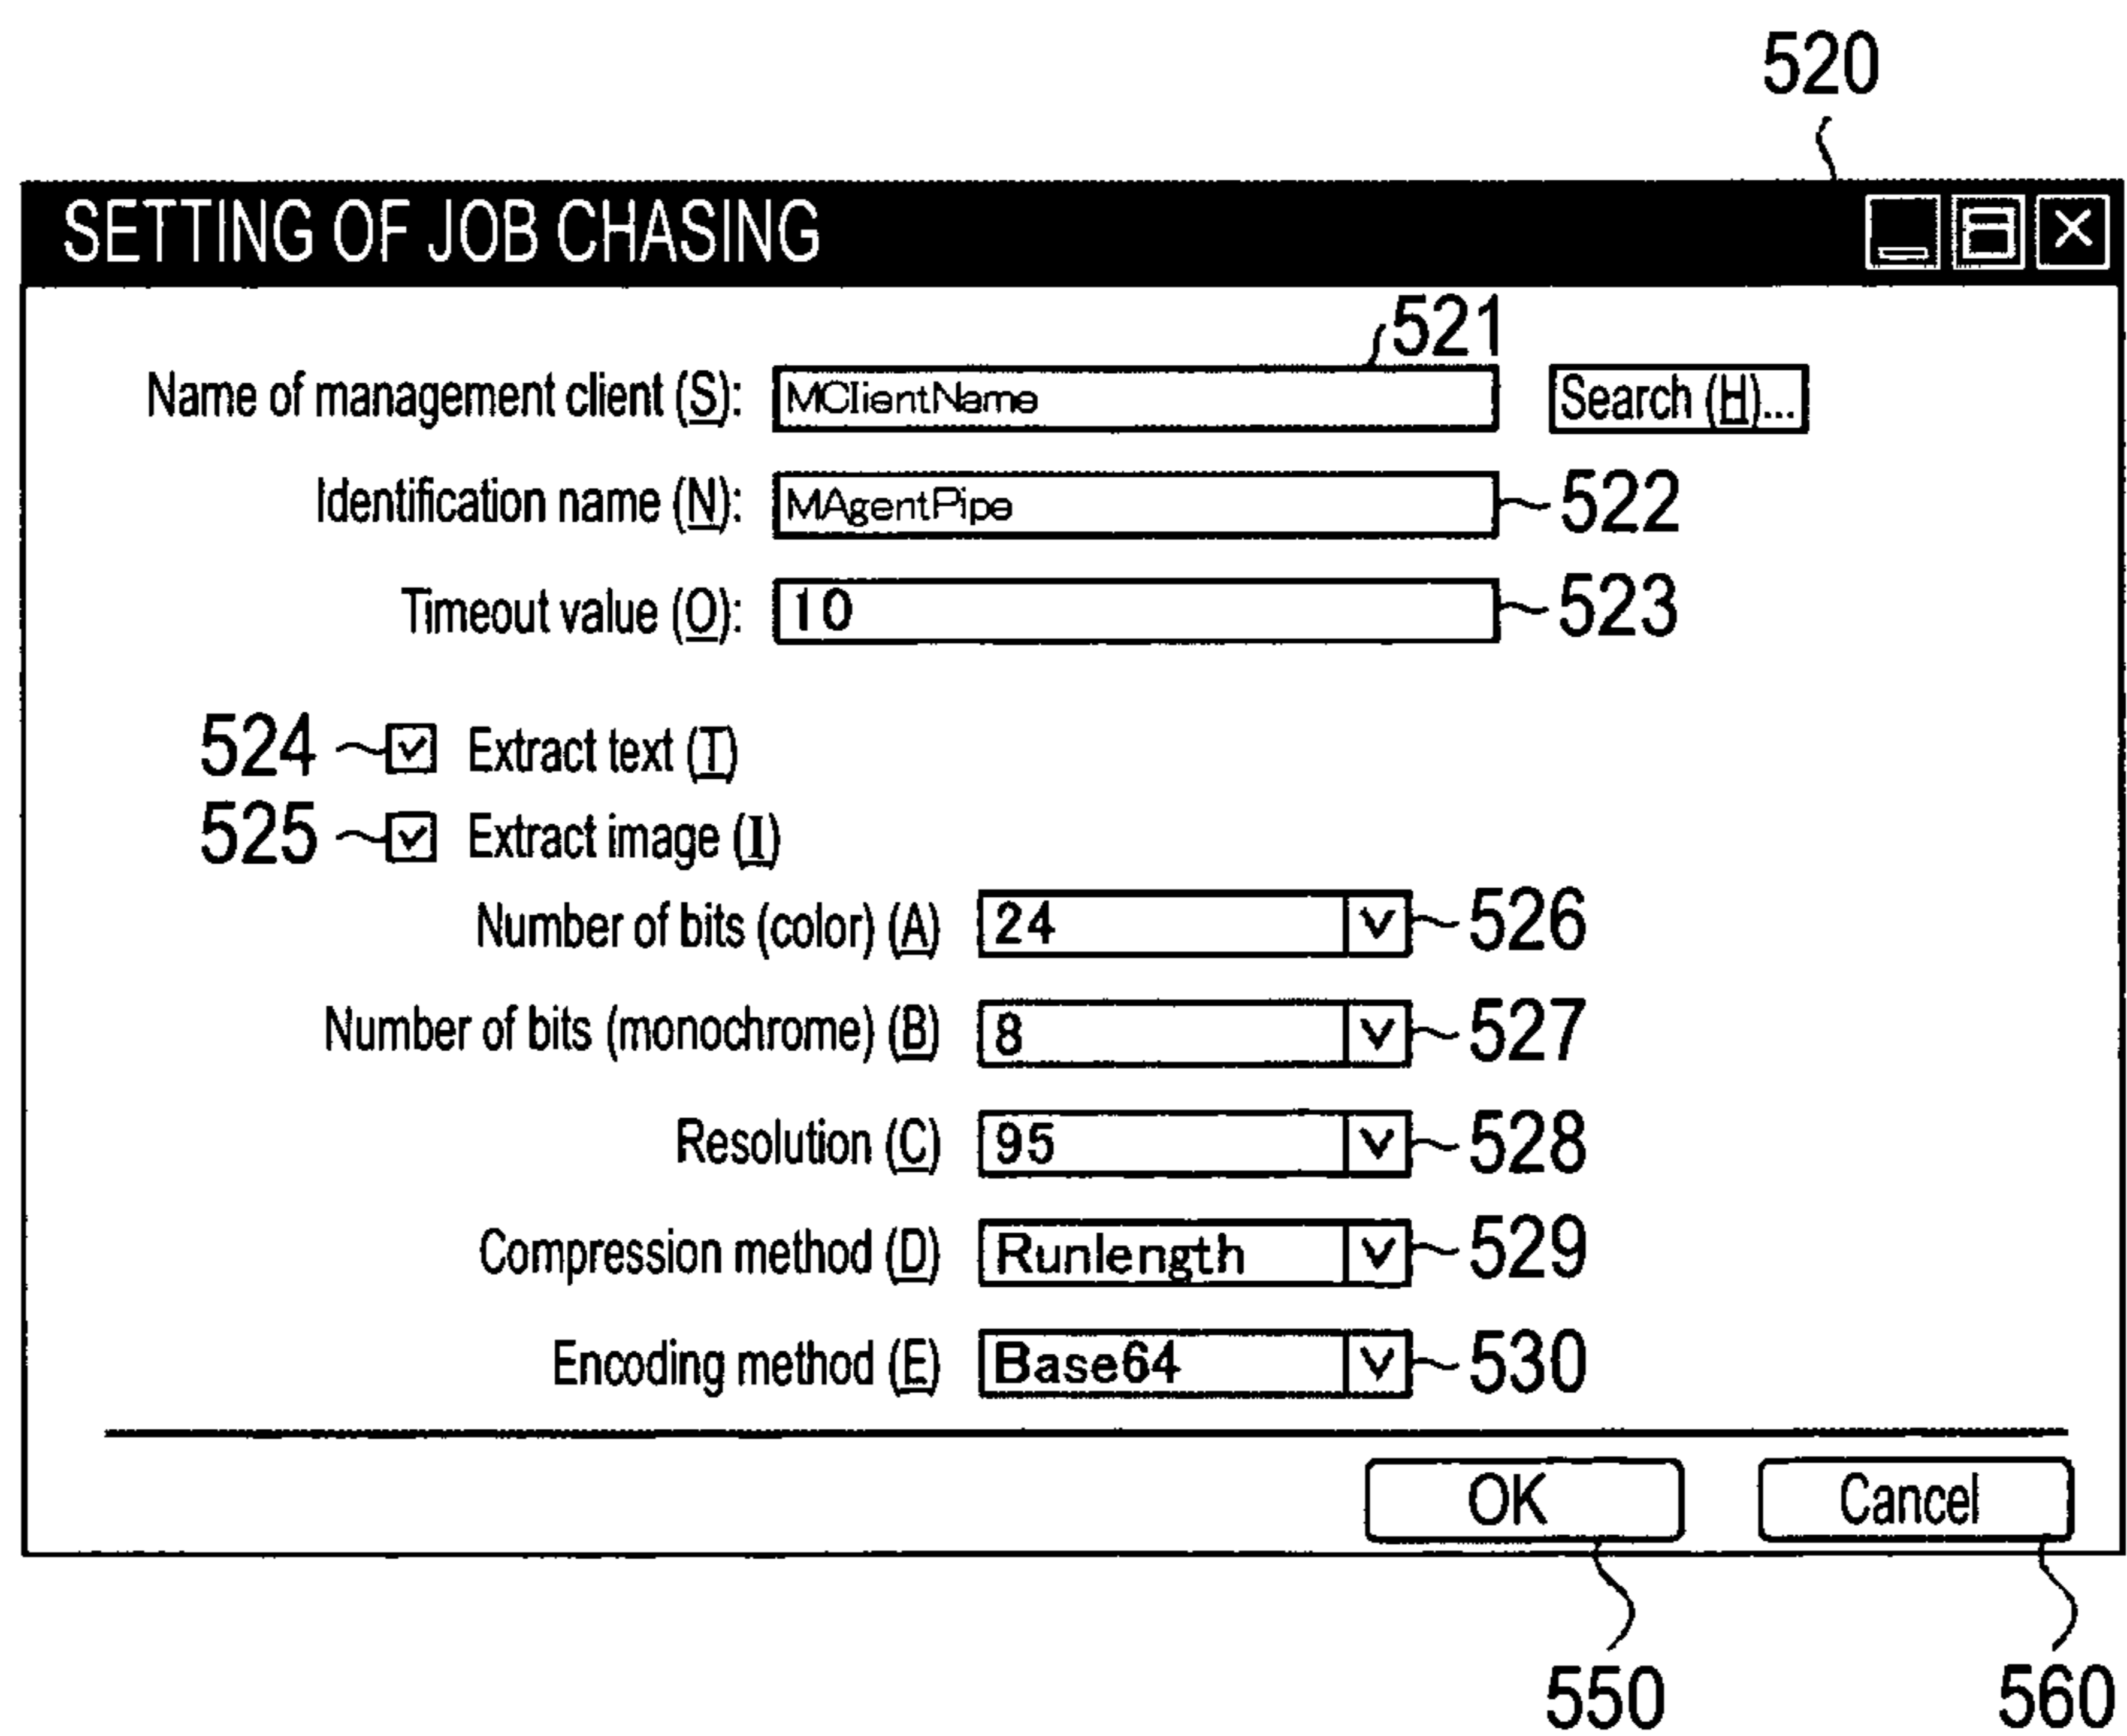 520
SETTING OF JOB CHASING
521
Name of management client (S): MClientName Search (H)...
Identification name (N): MAgentPipe 522
Timeout value (O): 10 523
524 Extract text (T)
525 Extract image (I)
Number of bits (color) (A) 24 526
Number of bits (monochrome) (B) 8 527
Resolution (C) 95 528
Compression method (D) Runlength 529
Encoding method (E) Base64 530
OK Cancel
550 560